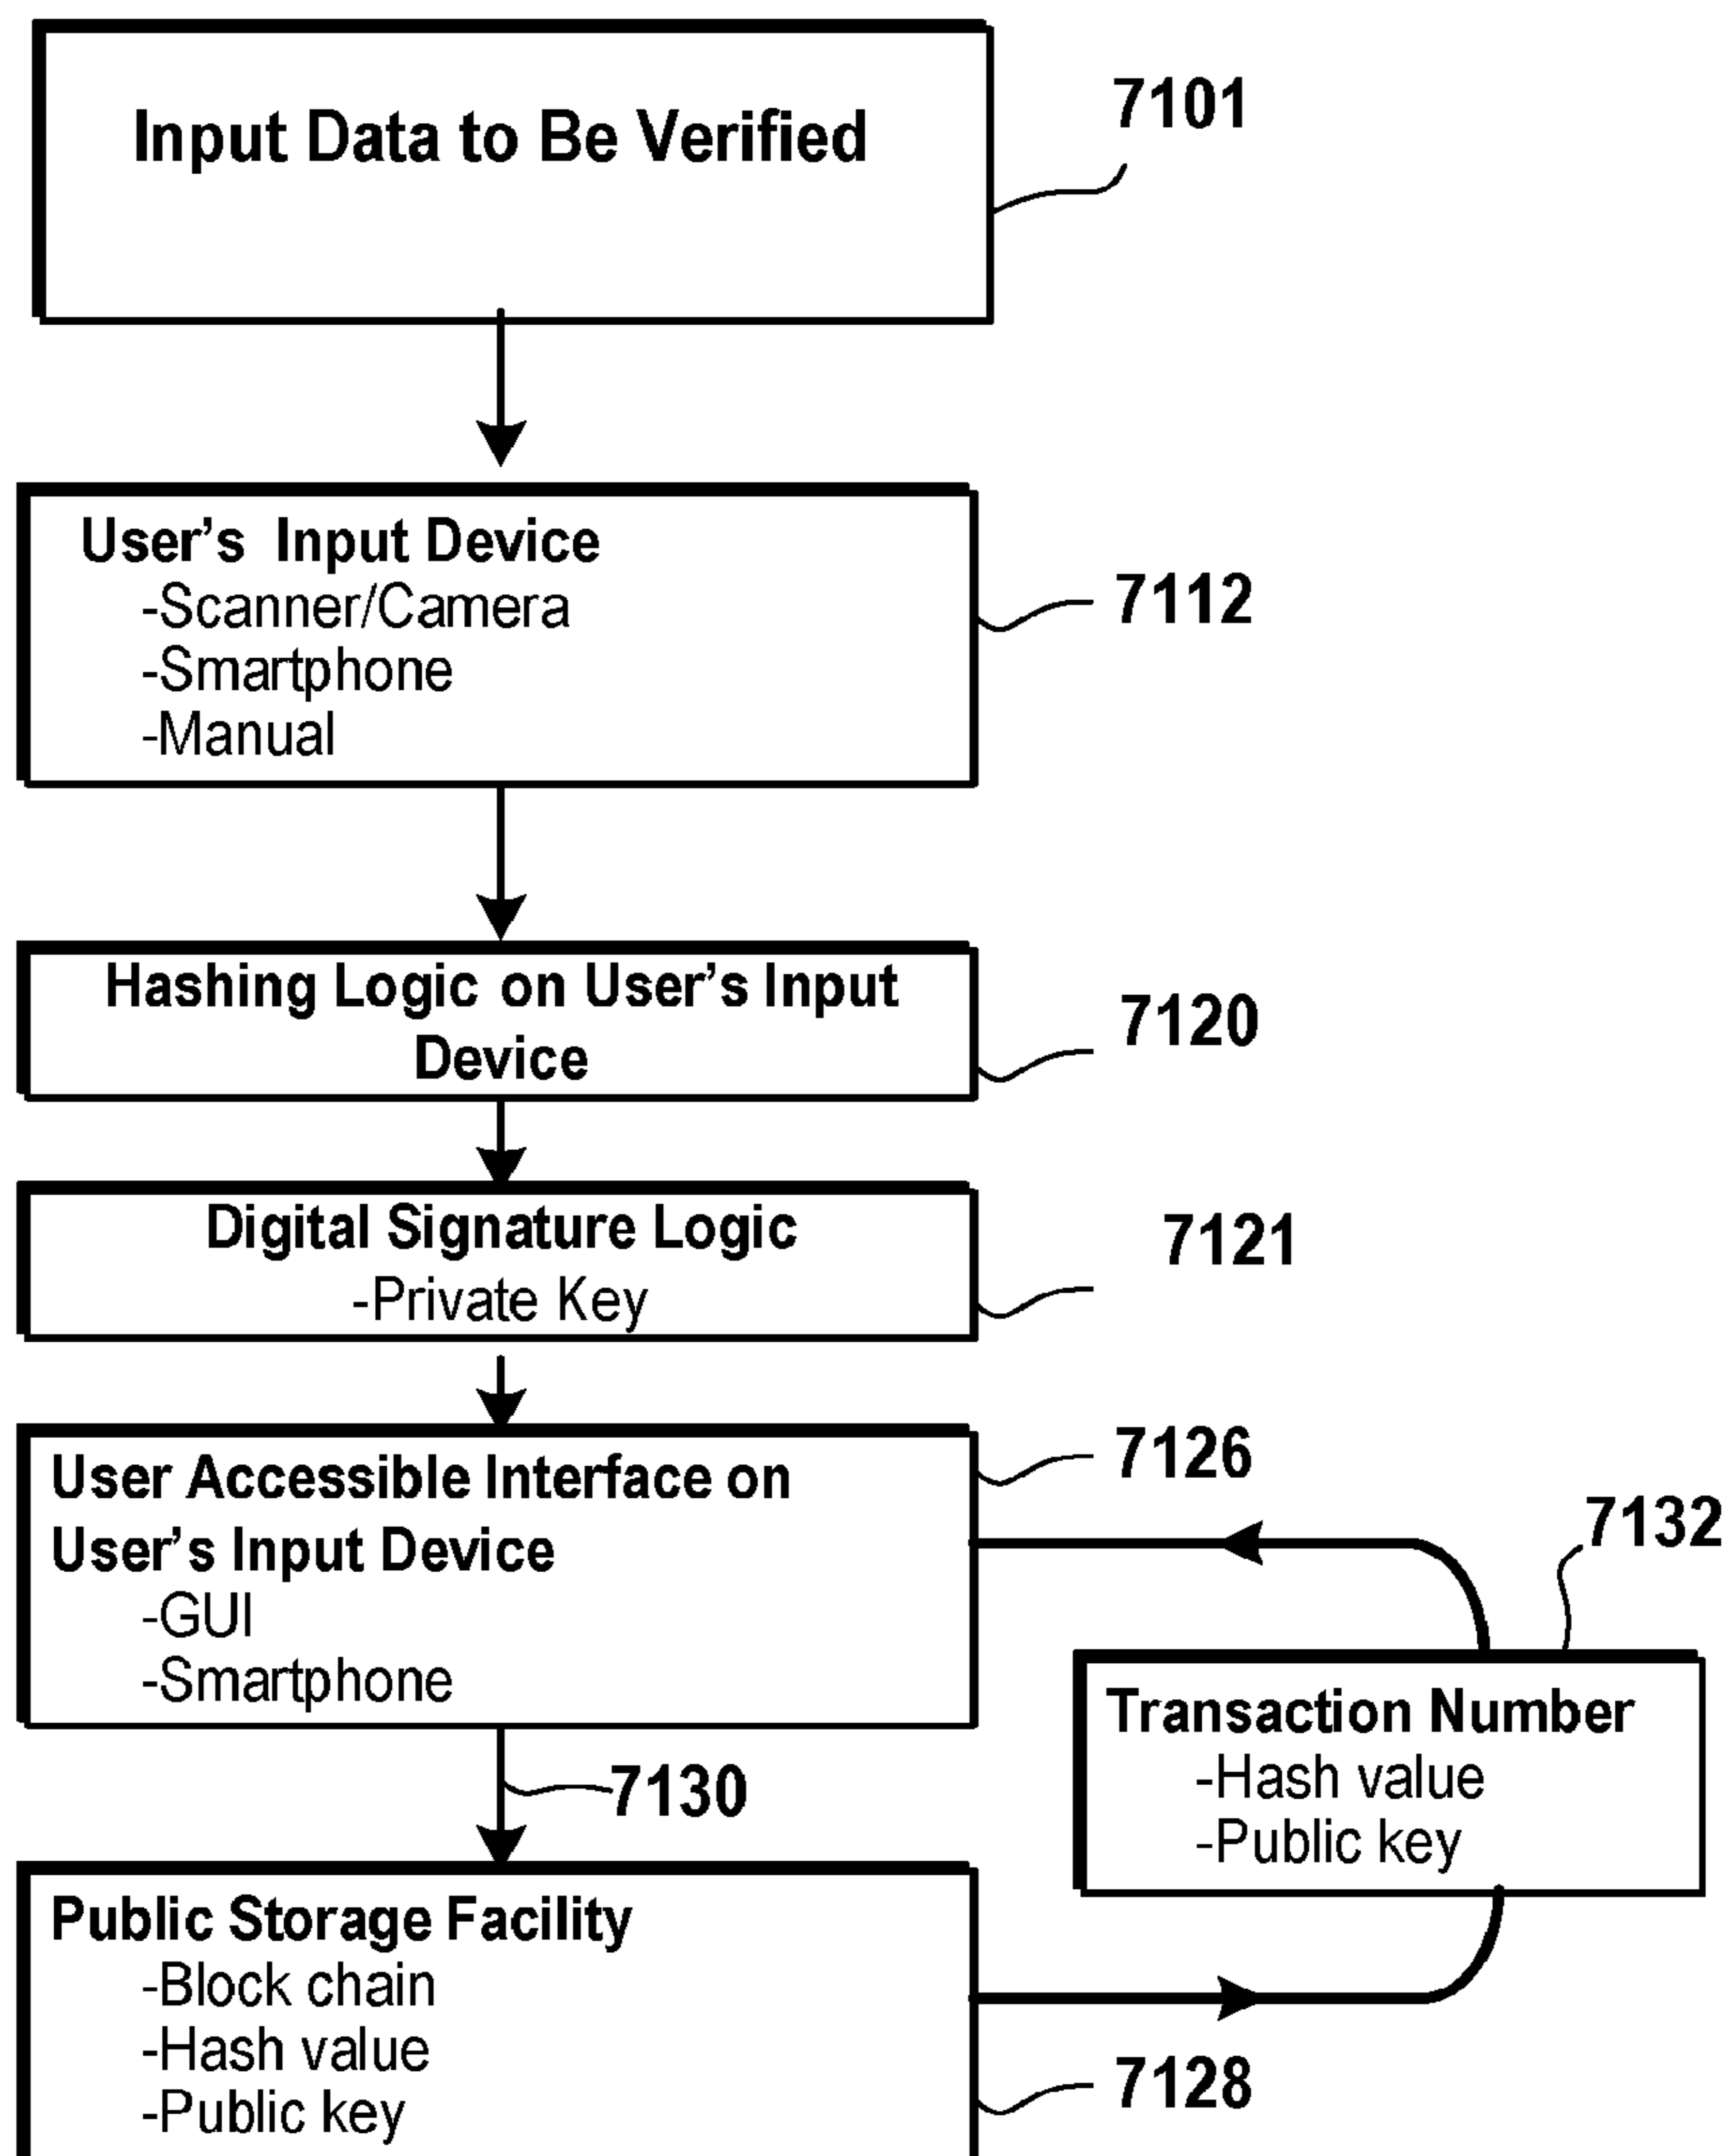 Input Data to Be Verified
7101
User's Input Device
-Scanner/Camera
-Smartphone
-Manual
7112
Hashing Logic on User's Input
Device
7120
Digital Signature Logic
-Private Key
7121
User Accessible Interface on
User's Input Device
-GUI
-Smartphone
7126
7132
Transaction Number
-Hash value
-Public key
7130
Public Storage Facility
-Block chain
-Hash value
-Public key
7128